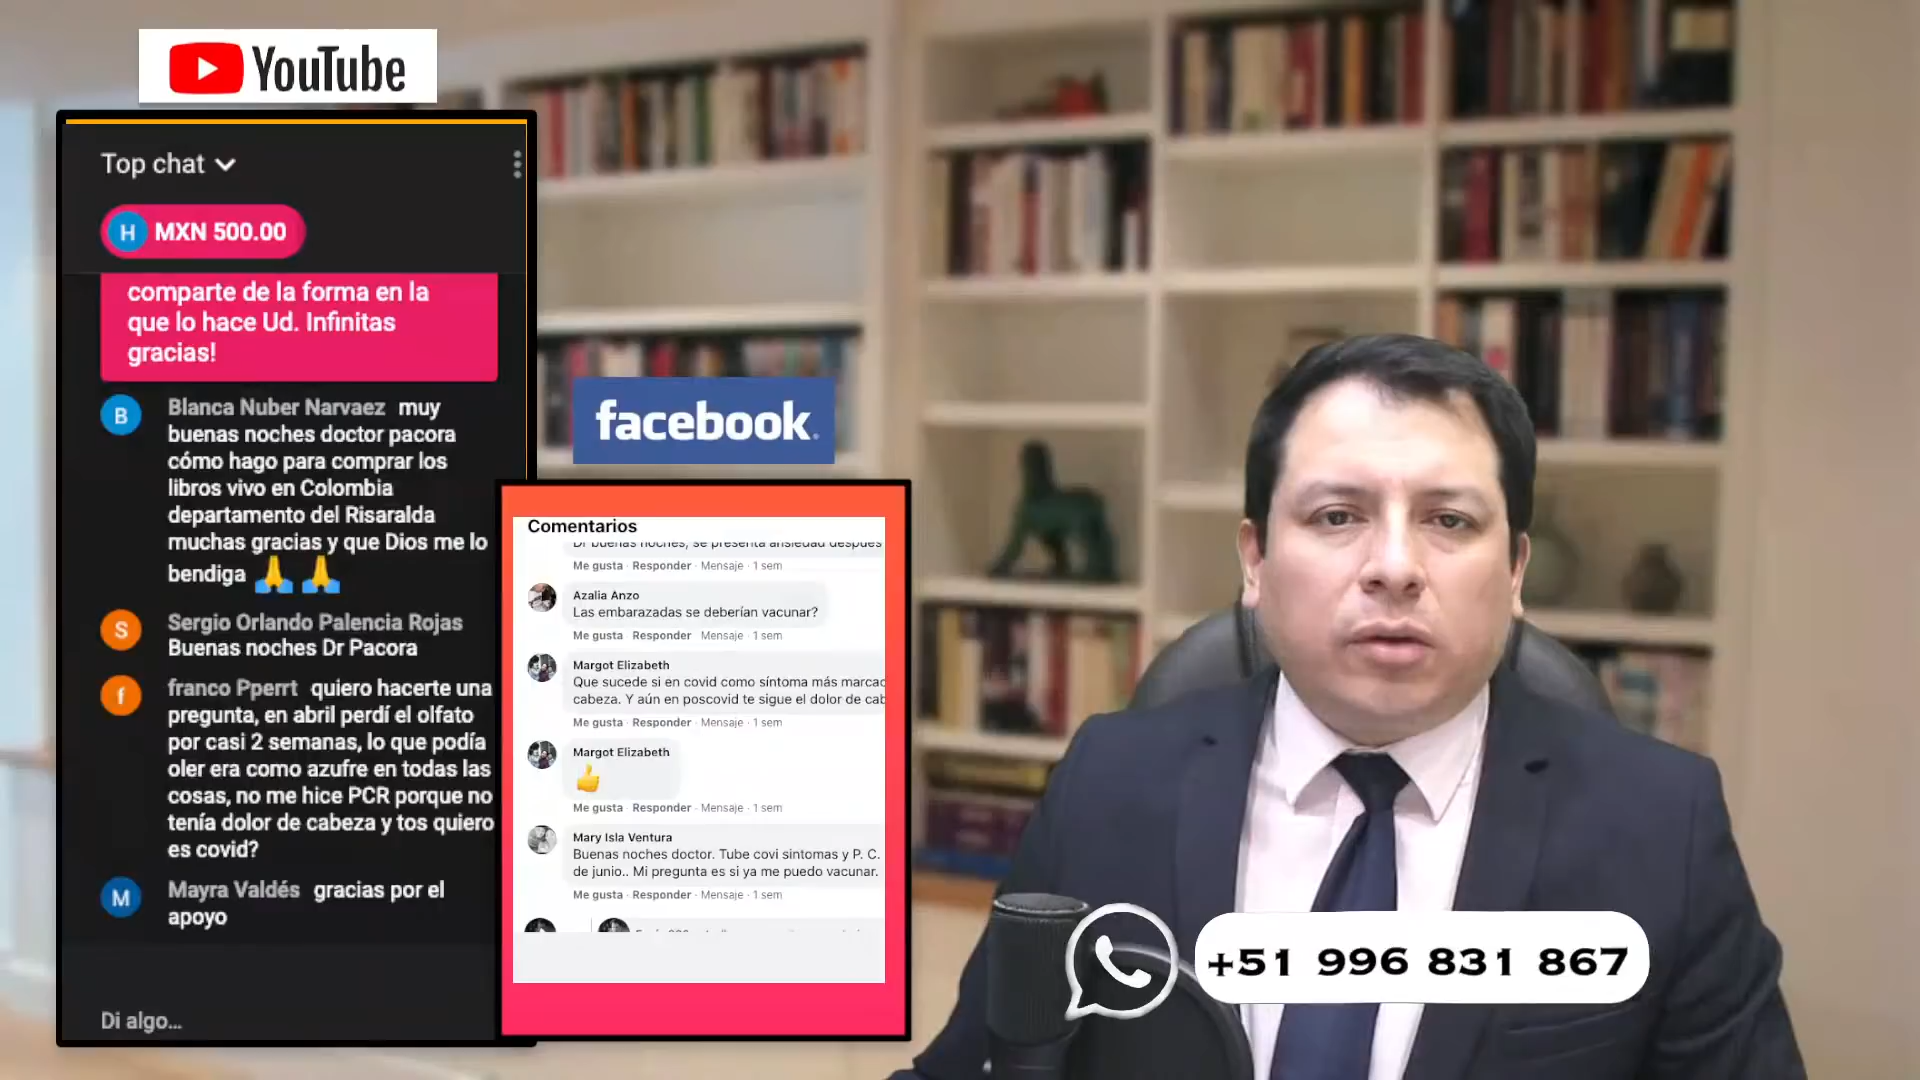 YouTube
Top chat
H MXN 500.00
comparte de la forma en la
que lo hace Ud. Infinitas
gracias!
B
Blanca Nuber Narvaez muy
buenas noches doctor pacora
cómo hago para comprar los
libros vivo en Colombia
departamento del Risaralda
muchas gracias y que Dios me lo
bendiga 🙏 🙏
S
Sergio Orlando Palencia Rojas
Buenas noches Dr Pacora
f
franco Pperrt quiero hacerte una
pregunta, en abril perdí el olfato
por casi 2 semanas, lo que podía
oler era como azufre en todas las
cosas, no me hice PCR porque no
tenía dolor de cabeza y tos quiero
es covid?
M
Mayra Valdés gracias por el
apoyo
Di algo...
facebook.
Comentarios
Dr buenas noches, se presenta ansiedad despues
Me gusta · Responder · Mensaje · 1 sem
Azalia Anzo
Las embarazadas se deberían vacunar?
Me gusta Responder Mensaje · 1 sem
Margot Elizabeth
Que sucede si en covid como síntoma más marcad
cabeza. Y aún en poscovid te sigue el dolor de cab
Me gusta · Responder · Mensaje · 1 sem
Margot Elizabeth
👍
Me gusta · Responder · Mensaje · 1 sem
Mary Isla Ventura
Buenas noches doctor. Tube covi sintomas y P. C.
de junio.. Mi pregunta es si ya me puedo vacunar.
Me gusta · Responder · Mensaje · 1 sem
+51 996 831 867